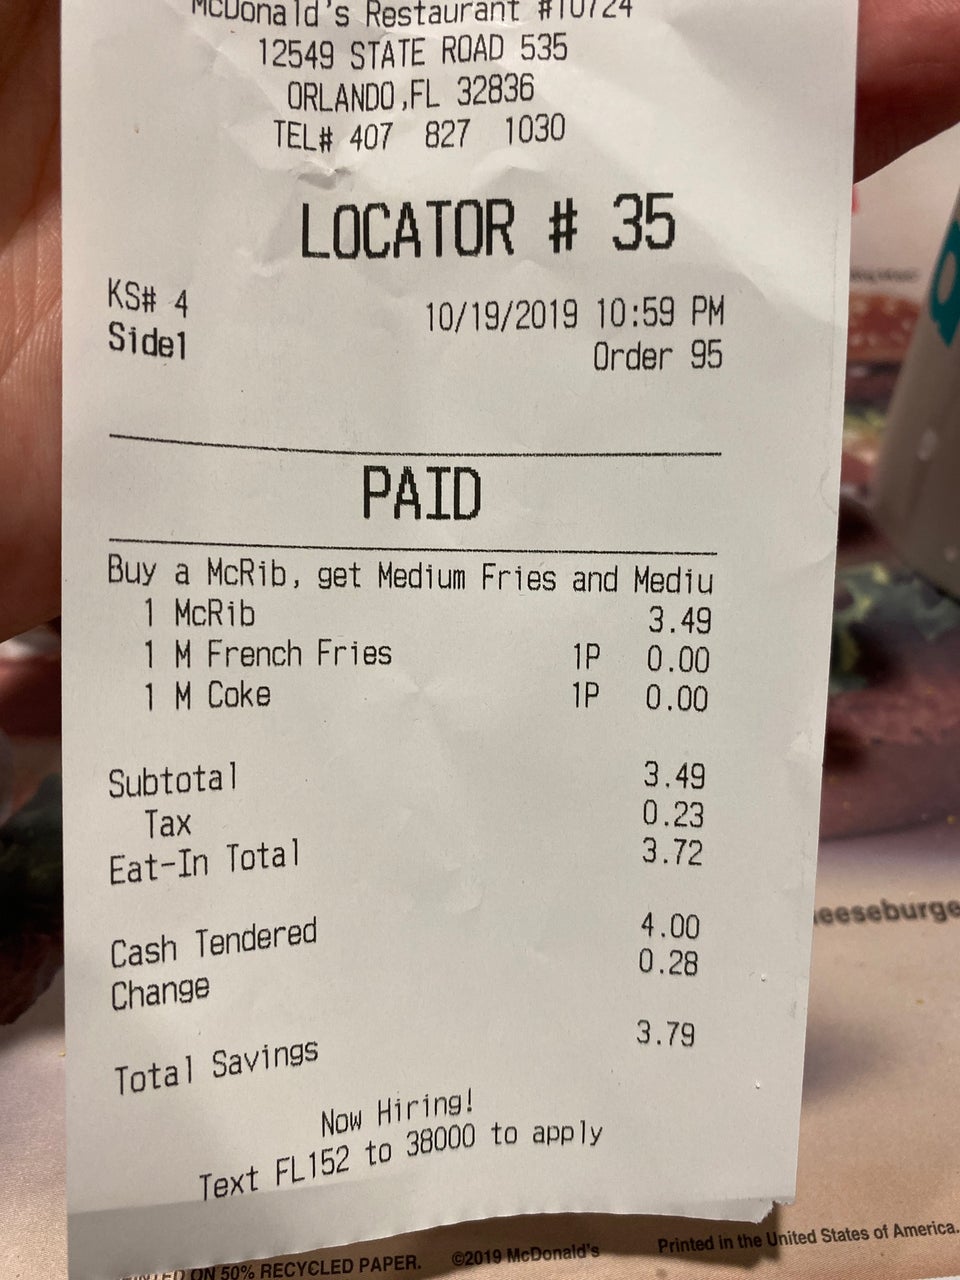 McDonald's Restaurant #10724
12549 STATE ROAD 535
ORLANDO,FL 32836
TEL# 407 827 1030
LOCATOR # 35
KS# 4
10/19/2019 10:59 PM
Side1
Order 95
PAID
Buy a McRib, get Medium Fries and Mediu
1 McRib 3.49
1 M French Fries 1P 0.00
1 M Coke 1P 0.00
Subtotal 3.49
Tax 0.23
Eat-In Total 3.72
Cash Tendered 4.00
Change 0.28
Total Savings 3.79
Now Hiring!
Text FL152 to 38000 to apply
eeseburge
ON 50% RECYCLED PAPER. ©2019 McDonald's Printed in the United States of America.